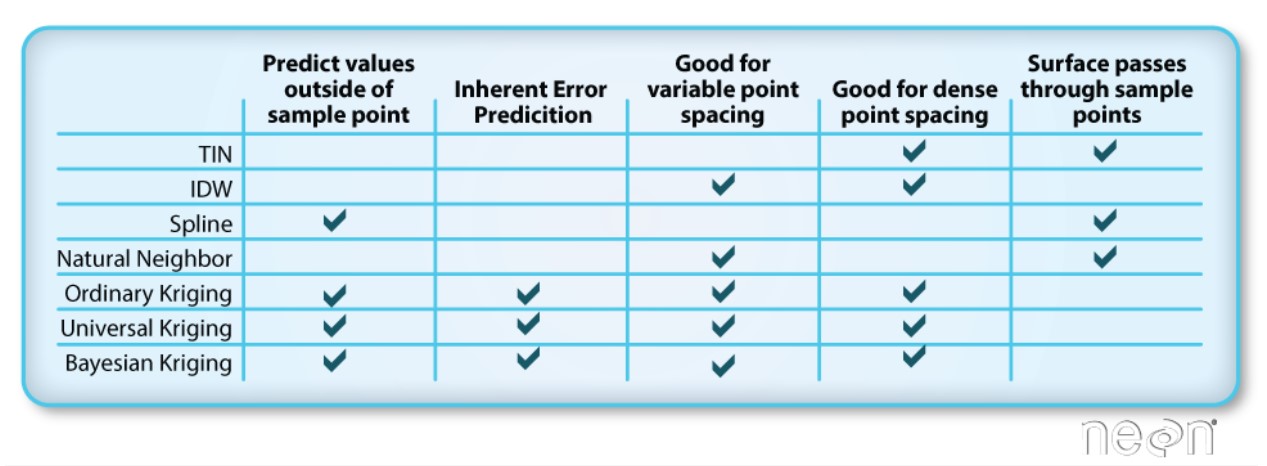 Predict values outside of sample point
Inherent Error Predicition
Good for variable point spacing
Good for dense point spacing
Surface passes through sample points
TIN ✔ ✔
IDW ✔ ✔
Spline ✔ ✔
Natural Neighbor ✔ ✔
Ordinary Kriging ✔ ✔ ✔ ✔
Universal Kriging ✔ ✔ ✔ ✔
Bayesian Kriging ✔ ✔ ✔ ✔
neon